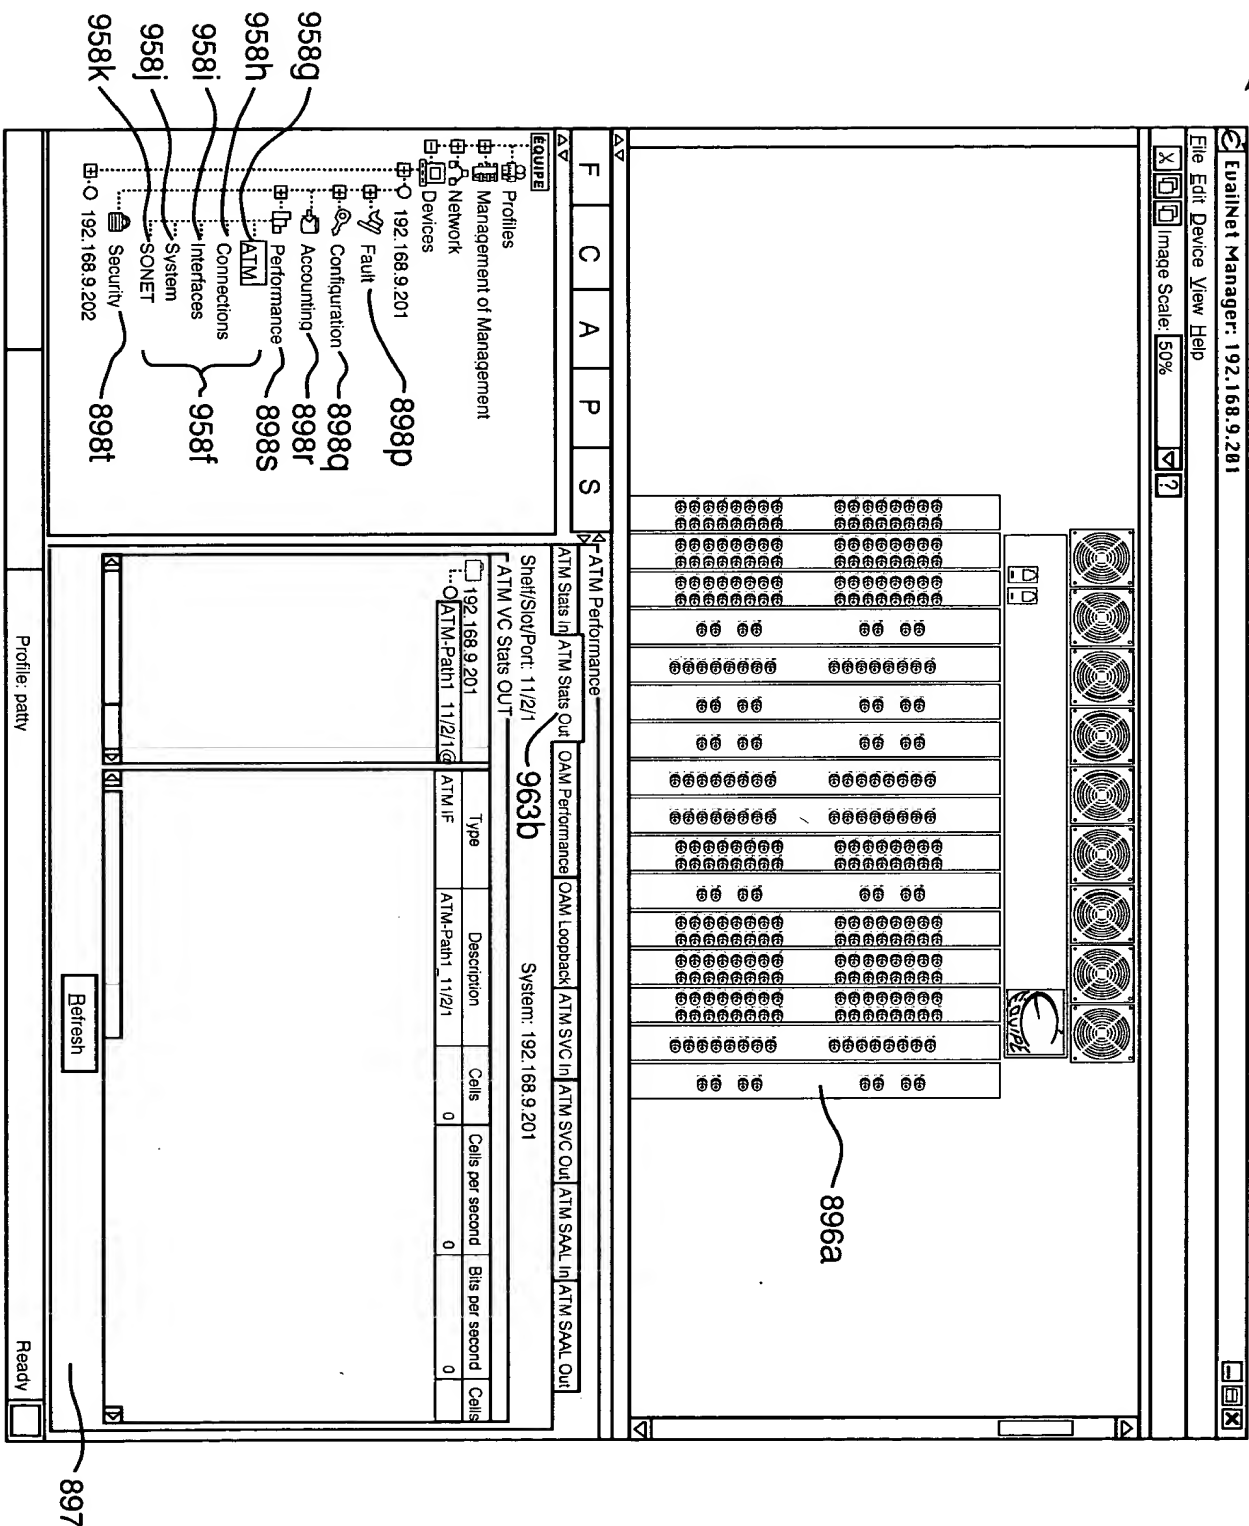 EvailNet Manager: 192.168.9.201
File Edit Device View Help
Image Scale: 50% ?
EQUIPE
896a
F C A P S
EQUIPE
Profiles
Management of Management
Network
Devices
192.168.9.201
Fault
Configuration
Accounting
Performance
ATM
Connections
Interfaces
System
SONET
Security
192.168.9.202
898p
898q
898r
898s
958f
898t
958g
958h
958i
958j
958k
ATM Performance
ATM Stats In ATM Stats Out OAM Performance OAM Loopback ATM SVC In ATM SVC Out ATM SAAL In ATM SAAL Out
Shelf/Slot/Port: 11/2/1 System: 192.168.9.201
963b
ATM VC Stats OUT
192.168.9.201
ATM-Path1 11/2/1@
Type Description Cells Cells per second Bits per second Cells
ATM IF ATM-Path1_11/2/1 0 0 0
Refresh
897
Profile: patty Ready